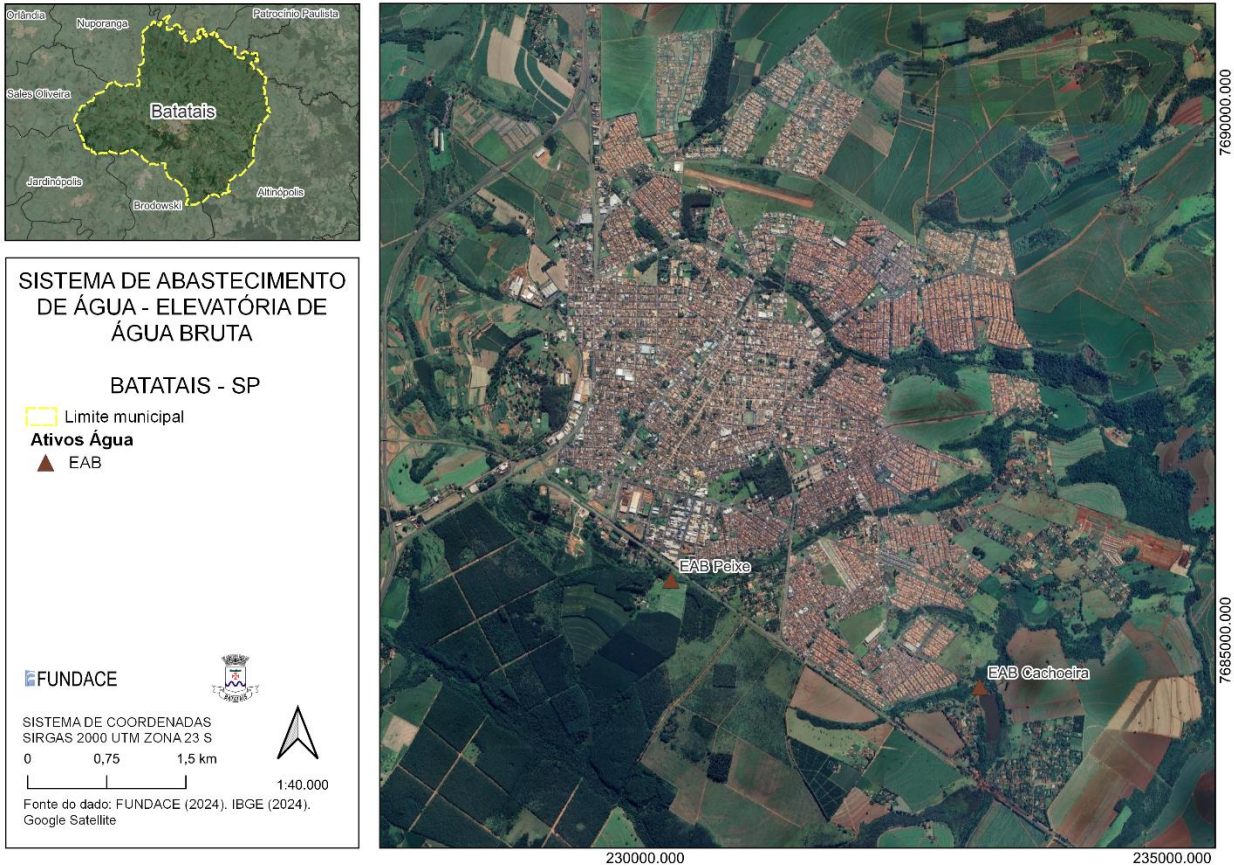 Orlândia
Nuporanga
Patrocínio Paulista
Sales Oliveira
Batatais
Jardinópolis
Altinópolis
Brodowski
SISTEMA DE ABASTECIMENTO
DE ÁGUA - ELEVATÓRIA DE
ÁGUA BRUTA
BATATAIS - SP
Limite municipal
Ativos Água
EAB
FUNDACE
BATATAIS
SISTEMA DE COORDENADAS
SIRGAS 2000 UTM ZONA 23 S
0 0,75 1,5 km
1:40.000
Fonte do dado: FUNDACE (2024). IBGE (2024).
Google Satellite
EAB Peixe
EAB Cachoeira
7690000.000
7685000.000
230000.000
235000.000